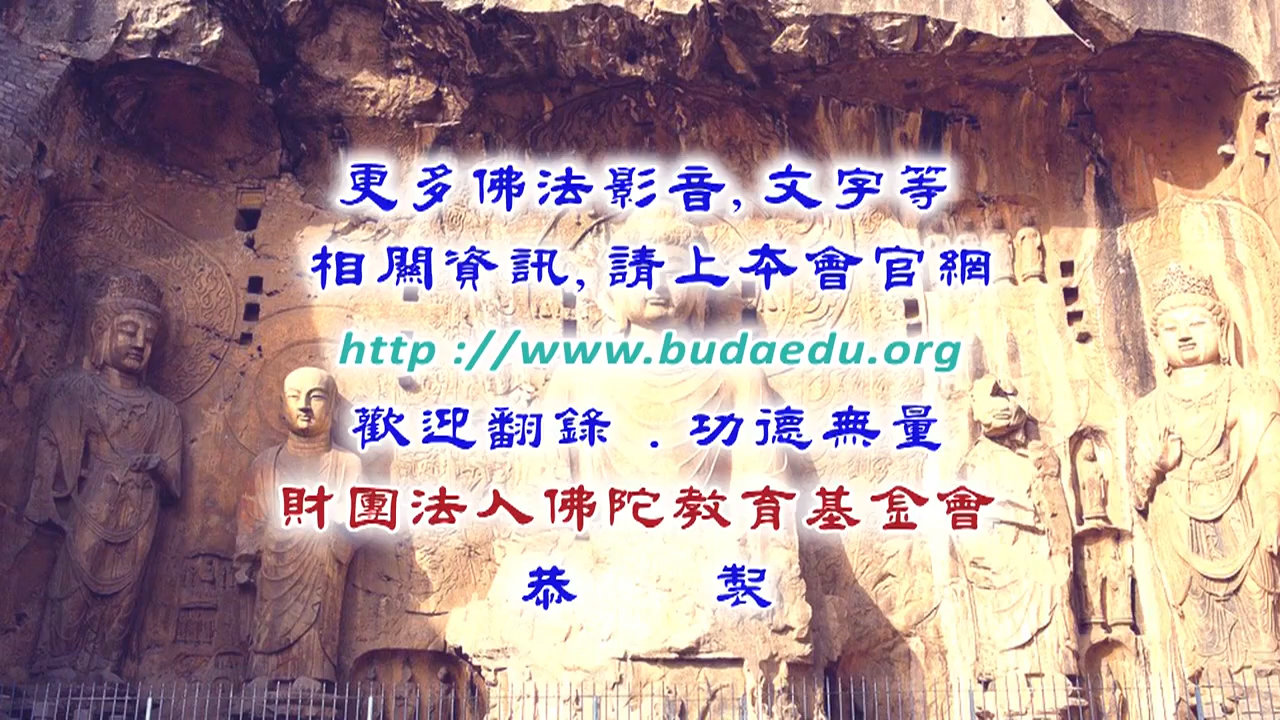 更多佛法影音,文字等
相關資訊,請上本會官網
http ://www.budaedu.org
歡迎翻錄 . 功德無量
財團法人佛陀教育基金會
恭 製